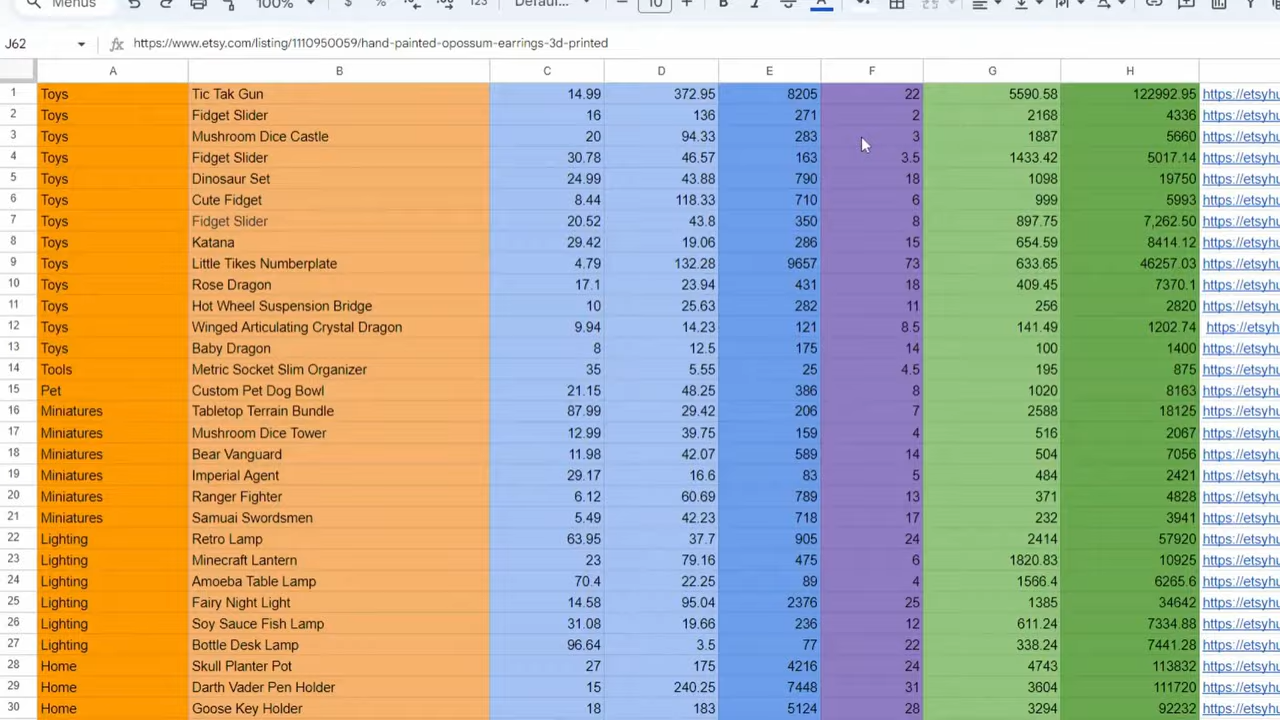 Menus 100% $ % .0 .00 123 Defaul... 10 B I A
J62 fx https://www.etsy.com/listing/1110950059/hand-painted-opossum-earrings-3d-printed
A B C D E F G H
1 Toys Tic Tak Gun 14.99 372.95 8205 22 5590.58 122992.95 https://etsyhu
2 Toys Fidget Slider 16 136 271 2 2168 4336 https://etsyhu
3 Toys Mushroom Dice Castle 20 94.33 283 3 1887 5660 https://etsyhu
4 Toys Fidget Slider 30.78 46.57 163 3.5 1433.42 5017.14 https://etsyhu
5 Toys Dinosaur Set 24.99 43.88 790 18 1098 19750 https://etsyhu
6 Toys Cute Fidget 8.44 118.33 710 6 999 5993 https://etsyhu
7 Toys Fidget Slider 20.52 43.8 350 8 897.75 7,262.50 https://etsyhu
8 Toys Katana 29.42 19.06 286 15 654.59 8414.12 https://etsyhu
9 Toys Little Tikes Numberplate 4.79 132.28 9657 73 633.65 46257.03 https://etsyhu
10 Toys Rose Dragon 17.1 23.94 431 18 409.45 7370.1 https://etsyhu
11 Toys Hot Wheel Suspension Bridge 10 25.63 282 11 256 2820 https://etsyhu
12 Toys Winged Articulating Crystal Dragon 9.94 14.23 121 8.5 141.49 1202.74 https://etsyh
13 Toys Baby Dragon 8 12.5 175 14 100 1400 https://etsyhu
14 Tools Metric Socket Slim Organizer 35 5.55 25 4.5 195 875 https://etsyhu
15 Pet Custom Pet Dog Bowl 21.15 48.25 386 8 1020 8163 https://etsyhu
16 Miniatures Tabletop Terrain Bundle 87.99 29.42 206 7 2588 18125 https://etsyhu
17 Miniatures Mushroom Dice Tower 12.99 39.75 159 4 516 2067 https://etsyhu
18 Miniatures Bear Vanguard 11.98 42.07 589 14 504 7056 https://etsyhu
19 Miniatures Imperial Agent 29.17 16.6 83 5 484 2421 https://etsyhu
20 Miniatures Ranger Fighter 6.12 60.69 789 13 371 4828 https://etsyhu
21 Miniatures Samuai Swordsmen 5.49 42.23 718 17 232 3941 https://etsyhu
22 Lighting Retro Lamp 63.95 37.7 905 24 2414 57920 https://etsyhu
23 Lighting Minecraft Lantern 23 79.16 475 6 1820.83 10925 https://etsyhu
24 Lighting Amoeba Table Lamp 70.4 22.25 89 4 1566.4 6265.6 https://etsyhu
25 Lighting Fairy Night Light 14.58 95.04 2376 25 1385 34642 https://etsyhu
26 Lighting Soy Sauce Fish Lamp 31.08 19.66 236 12 611.24 7334.88 https://etsyhu
27 Lighting Bottle Desk Lamp 96.64 3.5 77 22 338.24 7441.28 https://etsyhu
28 Home Skull Planter Pot 27 175 4216 24 4743 113832 https://etsyhu
29 Home Darth Vader Pen Holder 15 240.25 7448 31 3604 111720 https://etsyhu
30 Home Goose Key Holder 18 183 5124 28 3294 92232 https://etsyhu